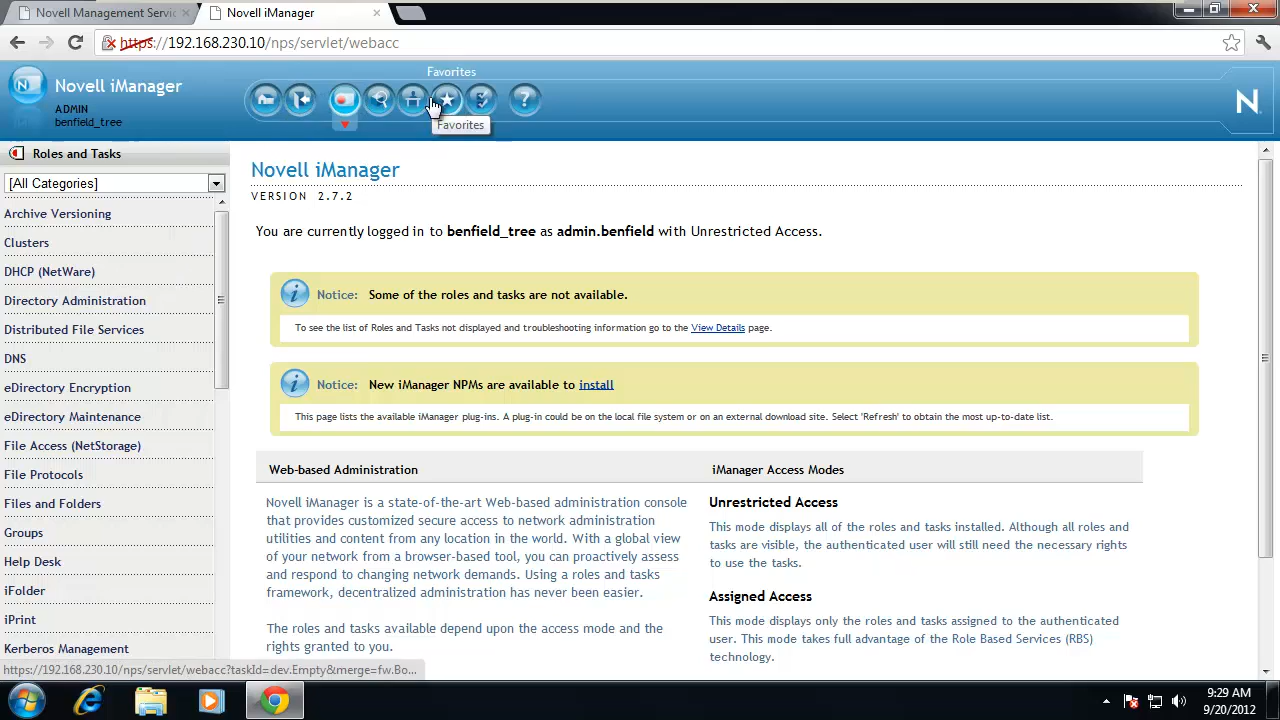 Novell Management Servic
Novell iManager
https://192.168.230.10/nps/servlet/webacc
Favorites
Novell iManager
ADMIN
benfield_tree
Favorites
N
Roles and Tasks
[All Categories]
Archive Versioning
Clusters
DHCP (NetWare)
Directory Administration
Distributed File Services
DNS
eDirectory Encryption
eDirectory Maintenance
File Access (NetStorage)
File Protocols
Files and Folders
Groups
Help Desk
iFolder
iPrint
Kerberos Management
Novell iManager
VERSION 2.7.2
You are currently logged in to benfield_tree as admin.benfield with Unrestricted Access.
Notice: Some of the roles and tasks are not available.
To see the list of Roles and Tasks not displayed and troubleshooting information go to the View Details page.
Notice: New iManager NPMs are available to install
This page lists the available iManager plug-ins. A plug-in could be on the local file system or on an external download site. Select 'Refresh' to obtain the most up-to-date list.
Web-based Administration
Novell iManager is a state-of-the-art Web-based administration console
that provides customized secure access to network administration
utilities and content from any location in the world. With a global view
of your network from a browser-based tool, you can proactively assess
and respond to changing network demands. Using a roles and tasks
framework, decentralized administration has never been easier.
The roles and tasks available depend upon the access mode and the
rights granted to you.
iManager Access Modes
Unrestricted Access
This mode displays all of the roles and tasks installed. Although all roles and
tasks are visible, the authenticated user will still need the necessary rights
to use the tasks.
Assigned Access
This mode displays only the roles and tasks assigned to the authenticated
user. This mode takes full advantage of the Role Based Services (RBS)
technology.
https://192.168.230.10/nps/servlet/webacc?taskId=dev.Empty&merge=fw.Bo...
9:29 AM
9/20/2012